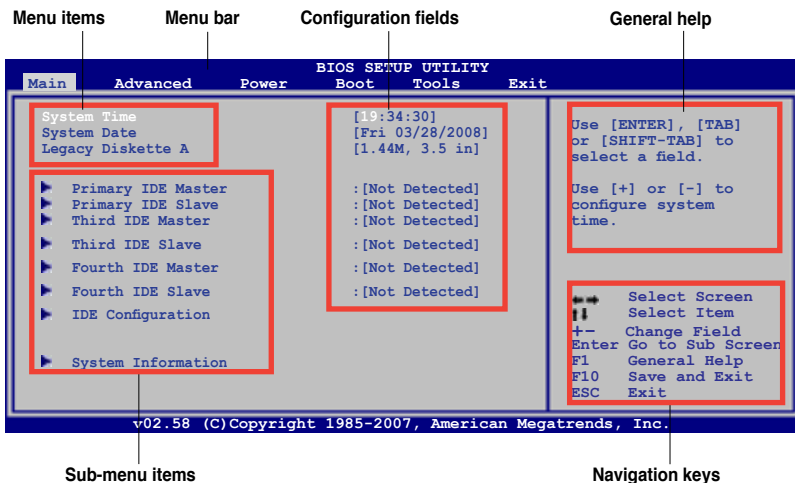 Menu items Menu bar Configuration fields General help
BIOS SETUP UTILITY
Main Advanced Power Boot Tools Exit
System Time [19:34:30]
System Date [Fri 03/28/2008]
Legacy Diskette A [1.44M, 3.5 in]
Primary IDE Master :[Not Detected]
Primary IDE Slave :[Not Detected]
Third IDE Master :[Not Detected]
Third IDE Slave :[Not Detected]
Fourth IDE Master :[Not Detected]
Fourth IDE Slave :[Not Detected]
IDE Configuration
System Information
Use [ENTER], [TAB]
or [SHIFT-TAB] to
select a field.
Use [+] or [-] to
configure system
time.
←→ Select Screen
↑↓ Select Item
+- Change Field
Enter Go to Sub Screen
F1 General Help
F10 Save and Exit
ESC Exit
v02.58 (C)Copyright 1985-2007, American Megatrends, Inc.
Sub-menu items Navigation keys